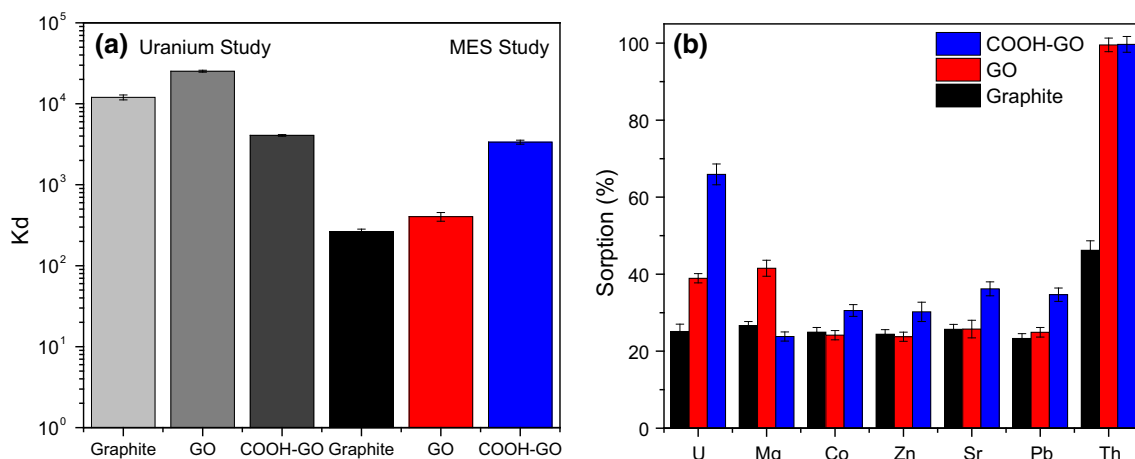 (a) Uranium Study MES Study
10^5
10^4
10^3
10^2
10^1
10^0
Kd
Graphite GO COOH-GO Graphite GO COOH-GO
(b)
COOH-GO
GO
Graphite
100
80
60
40
20
0
Sorption (%)
U Mg Co Zn Sr Pb Th